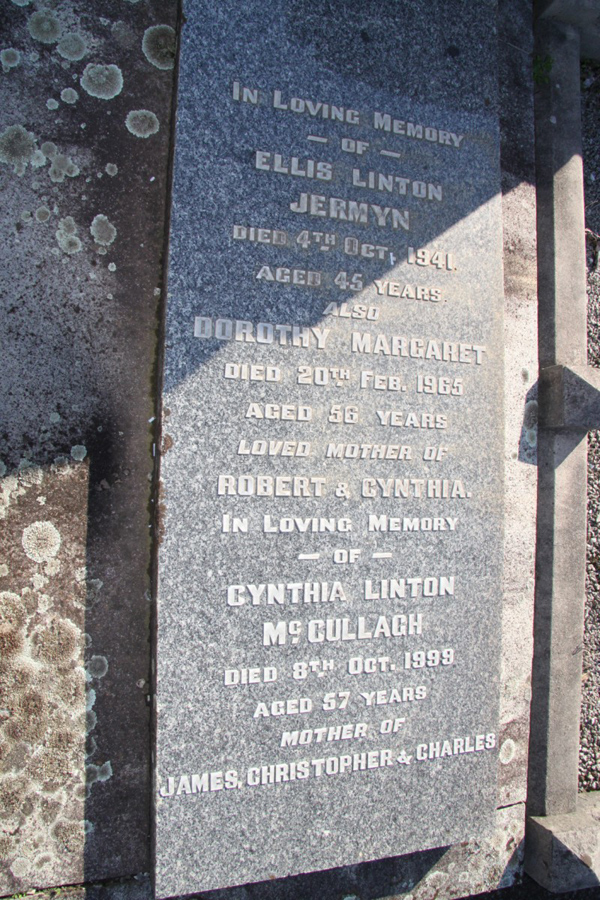 In Loving Memory
— OF —
ELLIS LINTON
JERMYN
DIED 4TH OCT, 1941.
AGED 45 YEARS.
ALSO
DOROTHY MARGARET
DIED 20TH FEB. 1965
AGED 56 YEARS
LOVED MOTHER OF
ROBERT & CYNTHIA.
In Loving Memory
— OF —
CYNTHIA LINTON
Mc CULLAGH
DIED 8TH OCT. 1999
AGED 57 YEARS
MOTHER OF
JAMES, CHRISTOPHER & CHARLES